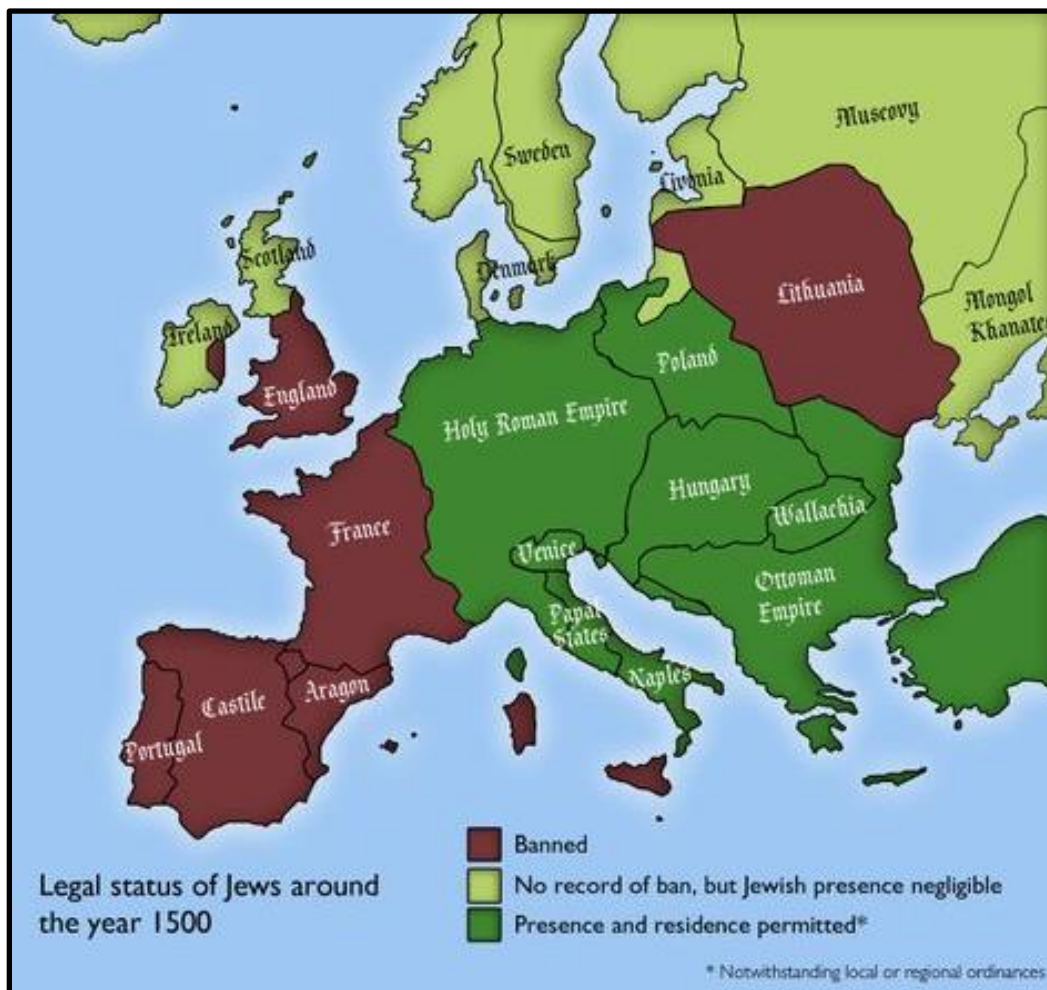 Muscovy
Sweden
Livonia
Scotland
Denmark
Lithuania
Ireland
Mongol
Khanates
Poland
England
Holy Roman Empire
Hungary
Wallachia
France
Venice
Ottoman
Empire
Papal
States
Naples
Aragon
Castile
Portugal
Banned
No record of ban, but Jewish presence negligible
Presence and residence permitted*
Legal status of Jews around
the year 1500
* Notwithstanding local or regional ordinances